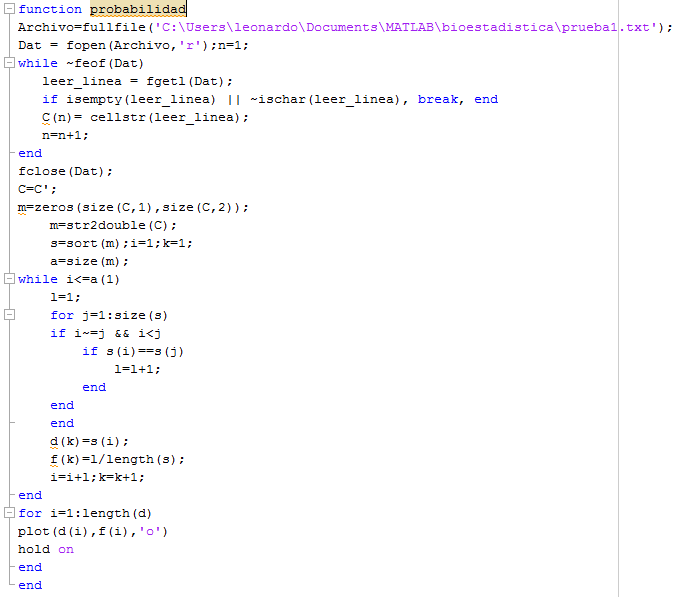 function probabilidad
Archivo=fullfile('C:\Users\leonardo\Documents\MATLAB\bioestadistica\prueba1.txt');
Dat = fopen(Archivo,'r');n=1;
while ~feof(Dat)
   leer_linea = fgetl(Dat);
   if isempty(leer_linea) || ~ischar(leer_linea), break, end
   C(n)= cellstr(leer_linea);
   n=n+1;
end
fclose(Dat);
C=C';
m=zeros(size(C,1),size(C,2));
    m=str2double(C);
    s=sort(m);i=1;k=1;
    a=size(m);
while i<=a(1)
    l=1;
    for j=1:size(s)
    if i~=j && i<j
        if s(i)==s(j)
            l=l+1;
        end
    end
    end
    d(k)=s(i);
    f(k)=l/length(s);
    i=i+l;k=k+1;
end
for i=1:length(d)
plot(d(i),f(i),'o')
hold on
end
end